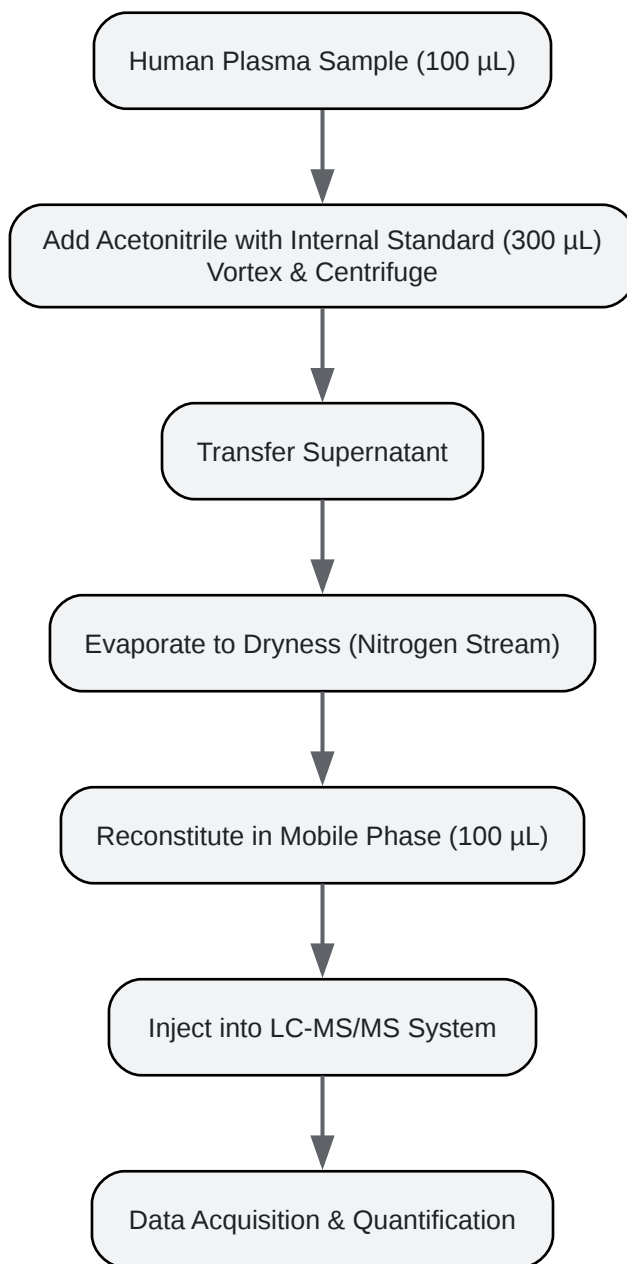 Human Plasma Sample (100 µL)
Add Acetonitrile with Internal Standard (300 µL)
Vortex & Centrifuge
Transfer Supernatant
Evaporate to Dryness (Nitrogen Stream)
Reconstitute in Mobile Phase (100 µL)
Inject into LC-MS/MS System
Data Acquisition & Quantification